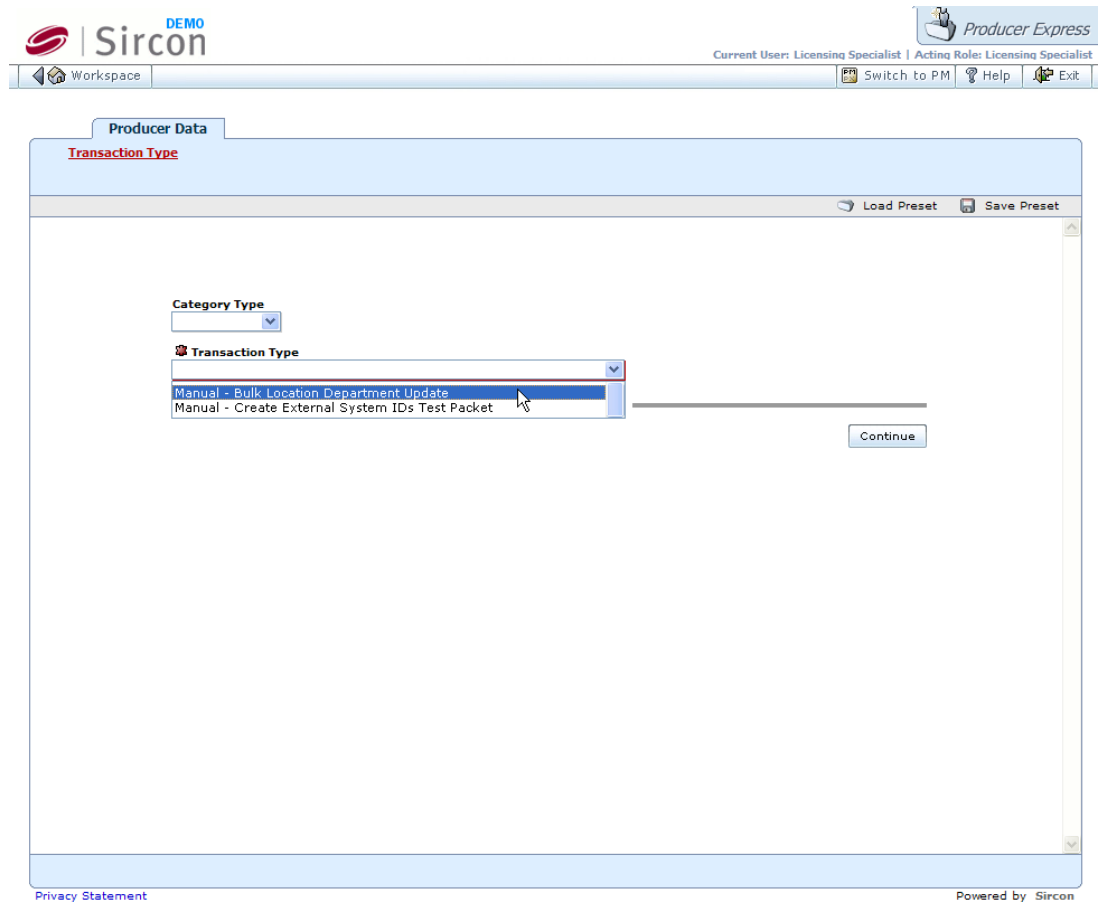 DEMO
Sircon
Producer Express
Current User: Licensing Specialist | Acting Role: Licensing Specialist
Workspace
PM Switch to PM
Help
Exit
Producer Data
Transaction Type
Load Preset
Save Preset
Category Type
Transaction Type
Manual - Bulk Location Department Update
Manual - Create External System IDs Test Packet
Continue
Privacy Statement
Powered by Sircon